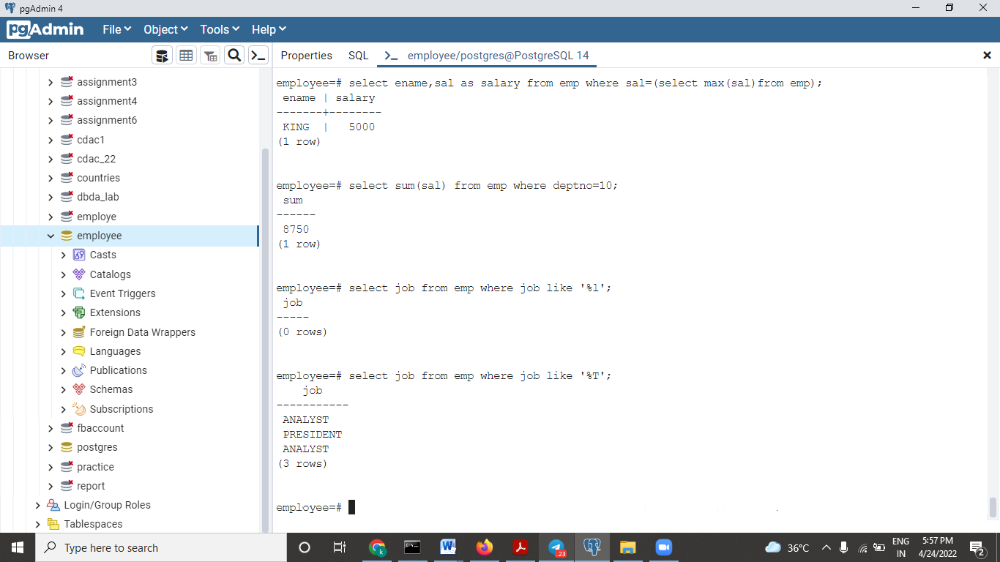 pgAdmin 4
pgAdmin File Object Tools Help
Browser
Properties SQL employee/postgres@PostgreSQL 14
assignment3
assignment4
assignment6
cdac1
cdac_22
countries
dbda_lab
employe
employee
Casts
Catalogs
Event Triggers
Extensions
Foreign Data Wrappers
Languages
Publications
Schemas
Subscriptions
fbaccount
postgres
practice
report
Login/Group Roles
Tablespaces
employee=# select ename,sal as salary from emp where sal=(select max(sal)from emp);
ename | salary
-------+--------
KING | 5000
(1 row)
employee=# select sum(sal) from emp where deptno=10;
sum
------
8750
(1 row)
employee=# select job from emp where job like '%l';
job
-----
(0 rows)
employee=# select job from emp where job like '%T';
job
-----------
ANALYST
PRESIDENT
ANALYST
(3 rows)
employee=#
Type here to search
k
23
36°C
ENG
IN
5:57 PM
4/24/2022
2